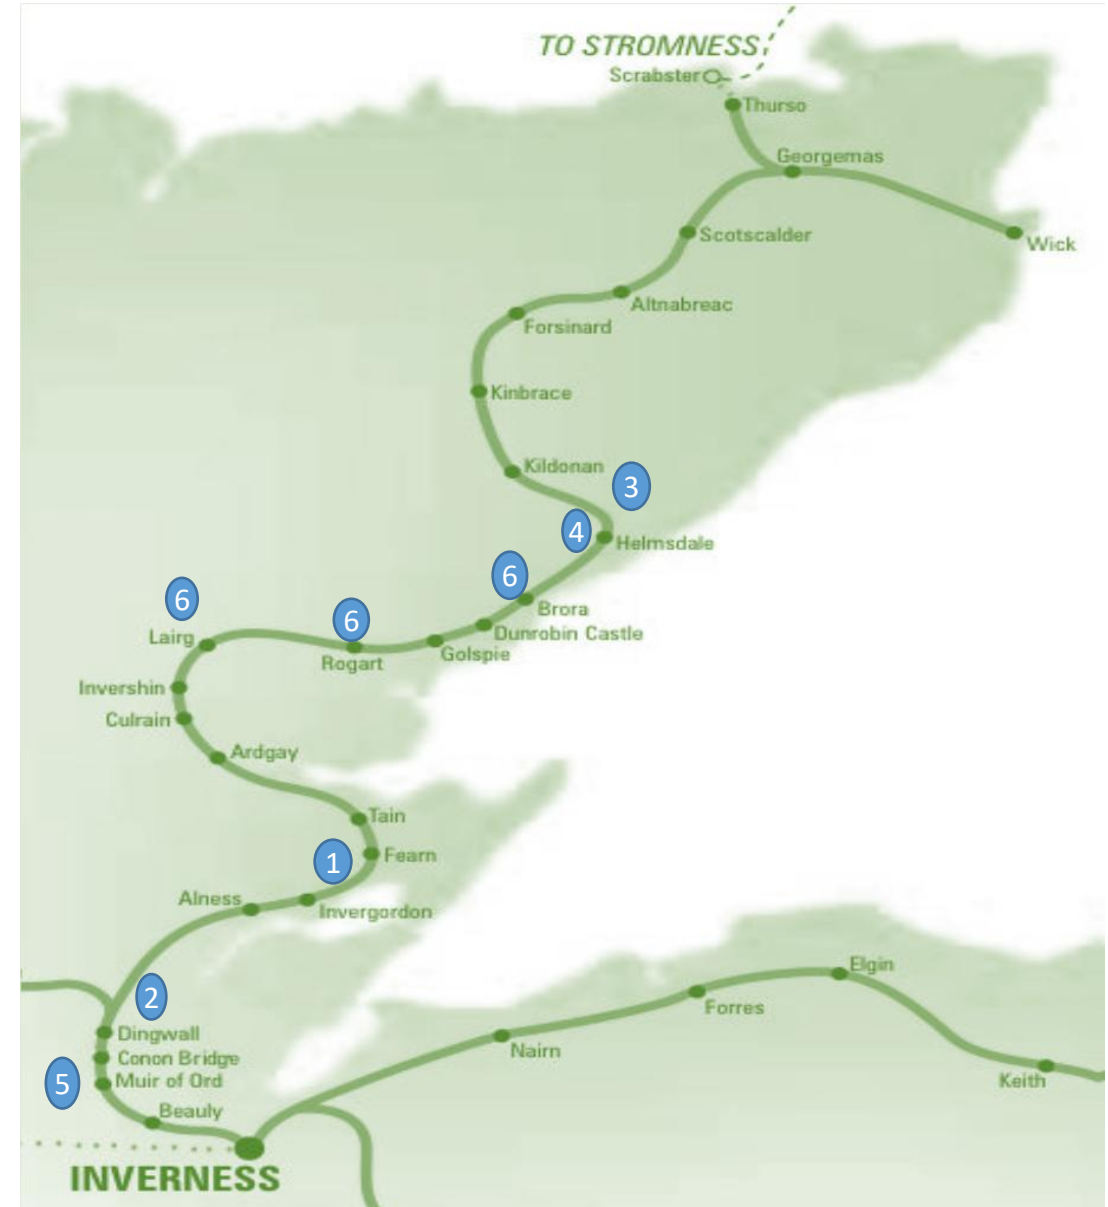 TO STROMNESS
Scrabster
Thurso
Georgemas
Scotscalder
Wick
Altnabreac
Forsinard
Kinbrace
Kildonan
3
4
Helmsdale
6
Brora
6
6
Dunrobin Castle
Lairg
Golspie
Rogart
Invershin
Culrain
Ardgay
Tain
1
Fearn
Alness
Invergordon
2
Elgin
Forres
Dingwall
Nairn
Conon Bridge
5
Muir of Ord
Keith
Beauly
INVERNESS